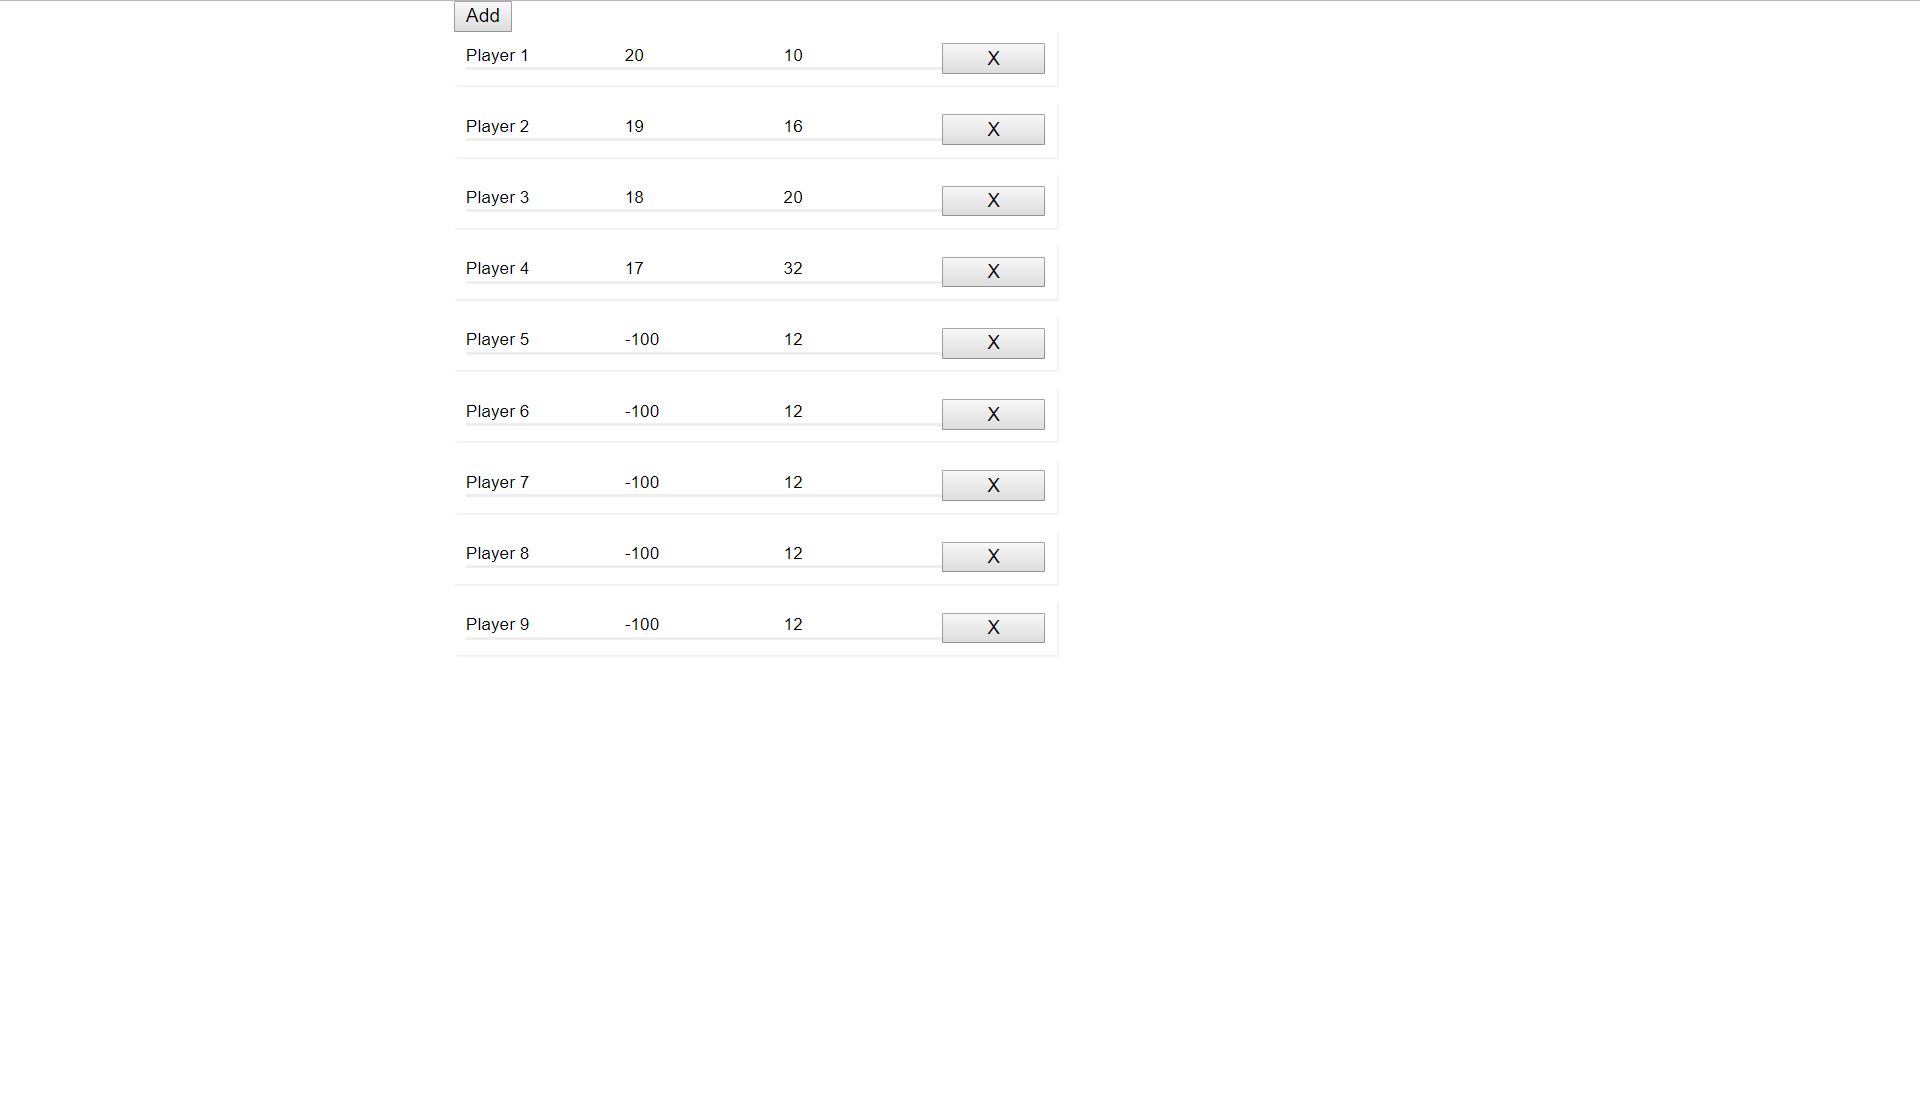 Add
Player 1 20 10 X
Player 2 19 16 X
Player 3 18 20 X
Player 4 17 32 X
Player 5 -100 12 X
Player 6 -100 12 X
Player 7 -100 12 X
Player 8 -100 12 X
Player 9 -100 12 X